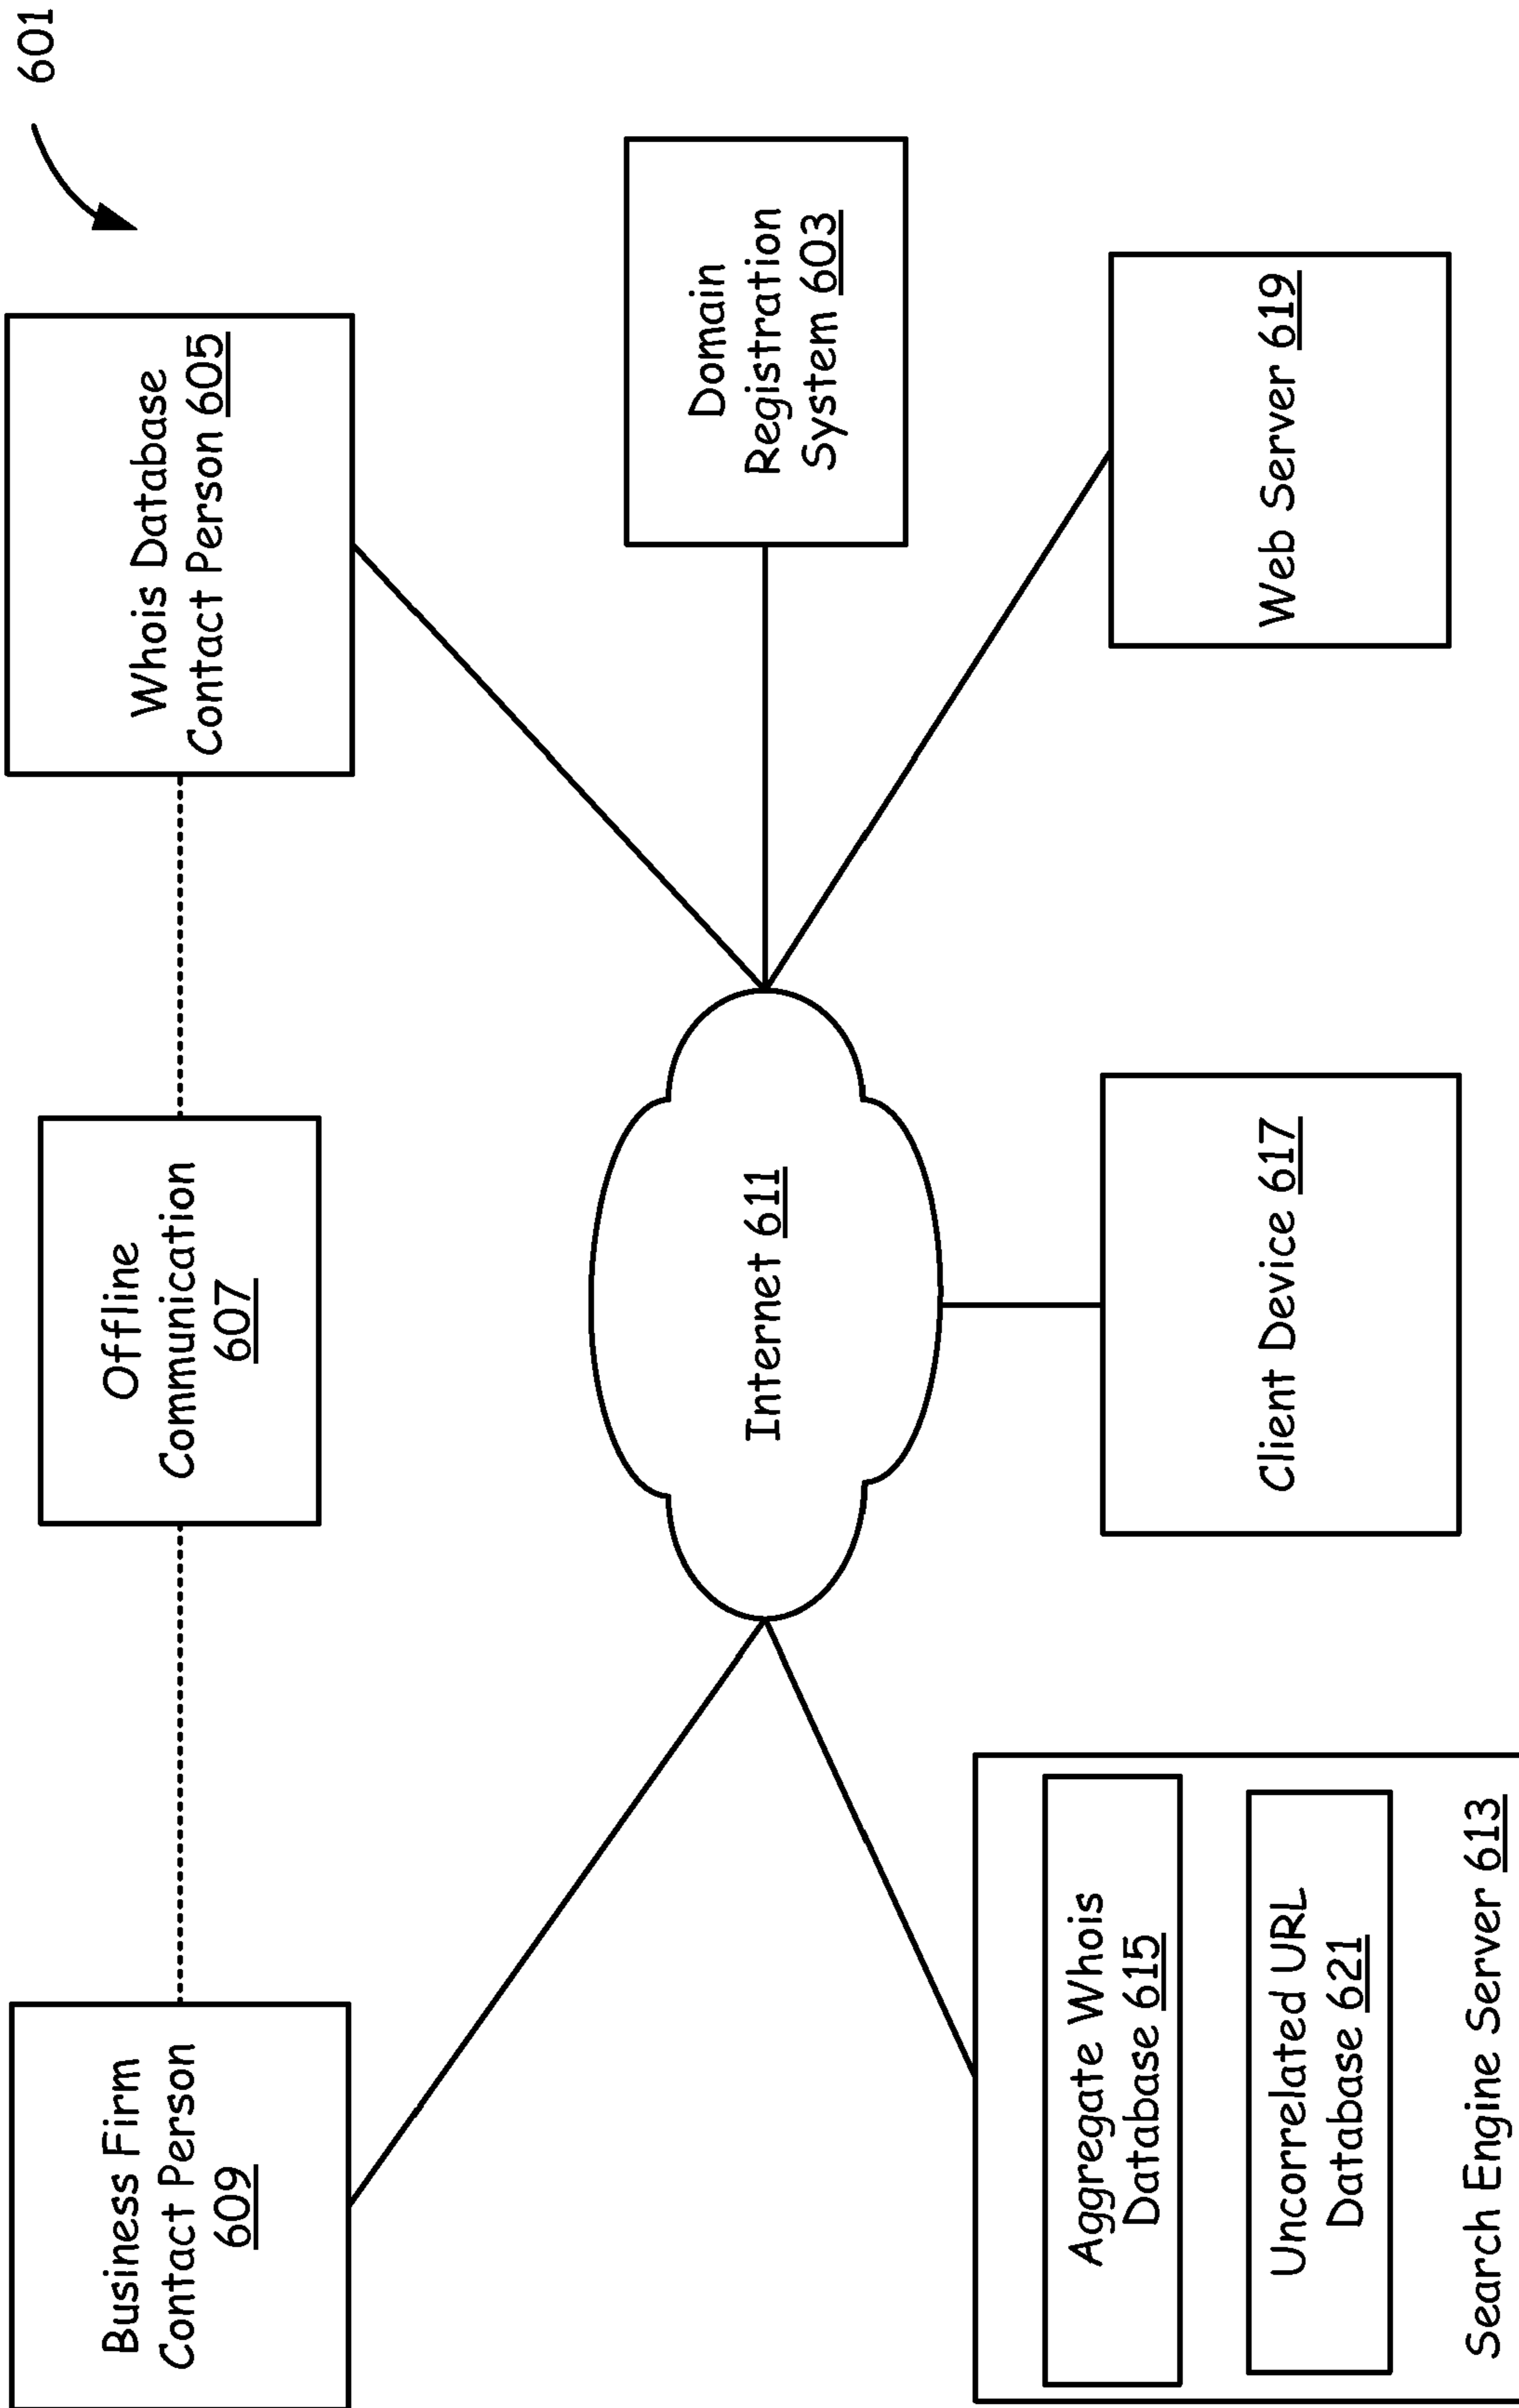 601
Business Firm
Contact Person
609
Offline
Communication
607
Whois Database
Contact Person 605
Internet 611
Domain
Registration
System 603
Aggregate Whois
Database 615
Uncorrelated URL
Database 621
Search Engine Server 613
Client Device 617
Web Server 619